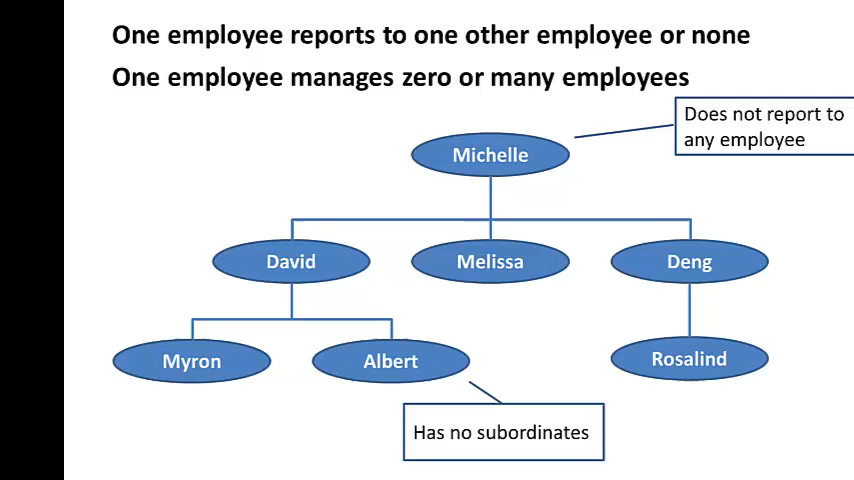 One employee reports to one other employee or none
One employee manages zero or many employees
Does not report to
any employee
Michelle
David
Melissa
Deng
Myron
Albert
Rosalind
Has no subordinates